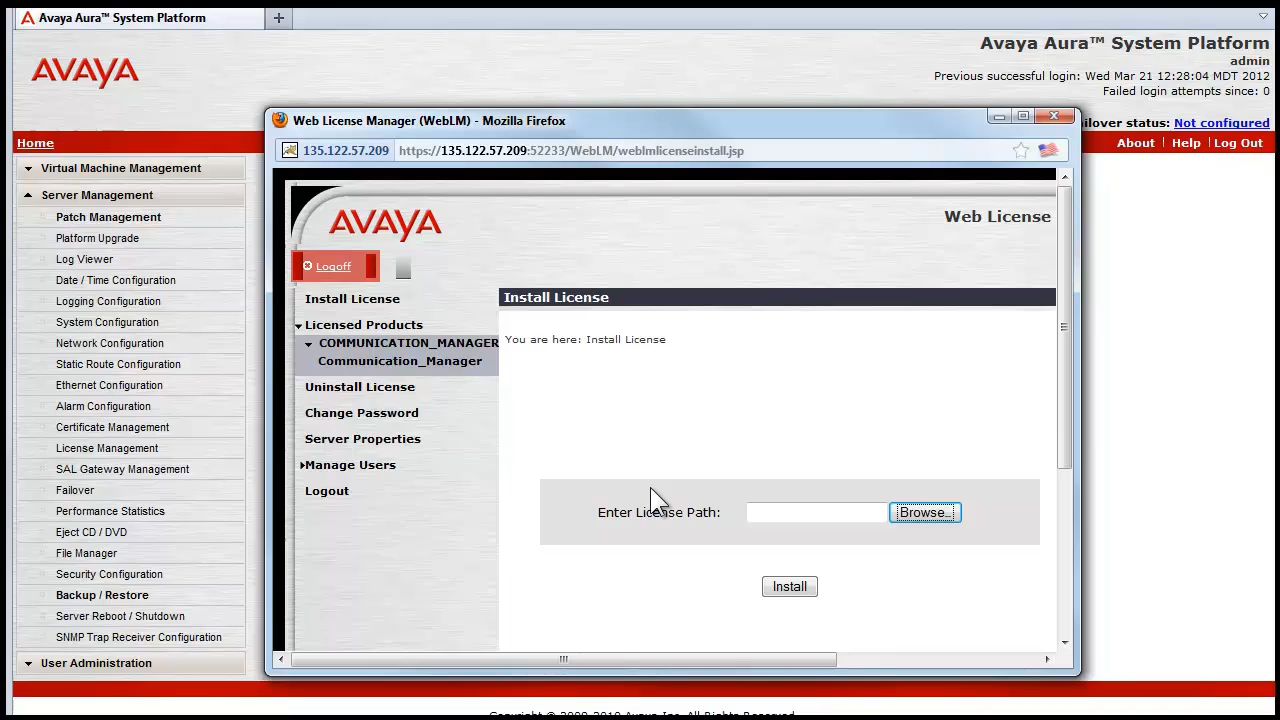 Avaya Aura™ System Platform
+
Avaya Aura™ System Platform
admin
Previous successful login: Wed Mar 21 12:28:04 MDT 2012
Failed login attempts since: 0
AVAYA
ilover status: Not configured
Home
About | Help | Log Out
Virtual Machine Management
Server Management
Patch Management
Platform Upgrade
Log Viewer
Date / Time Configuration
Logging Configuration
System Configuration
Network Configuration
Static Route Configuration
Ethernet Configuration
Alarm Configuration
Certificate Management
License Management
SAL Gateway Management
Failover
Performance Statistics
Eject CD / DVD
File Manager
Security Configuration
Backup / Restore
Server Reboot / Shutdown
SNMP Trap Receiver Configuration
User Administration
Web License Manager (WebLM) - Mozilla Firefox
135.122.57.209 https://135.122.57.209:52233/WebLM/weblmlicenseinstall.jsp
AVAYA
Web License
Logoff
Install License
Licensed Products
COMMUNICATION_MANAGER
Communication_Manager
Uninstall License
Change Password
Server Properties
Manage Users
Logout
Install License
You are here: Install License
Enter License Path:
Browse...
Install